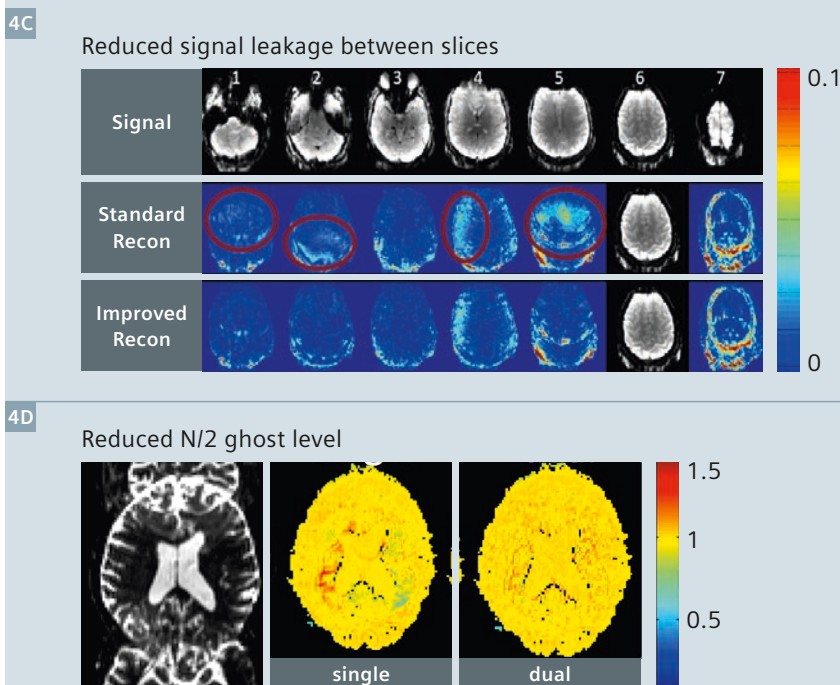 4C
Reduced signal leakage between slices
Signal
1 2 3 4 5 6 7
0.1
Standard
Recon
Improved
Recon
0
4D
Reduced N/2 ghost level
1.5
1
0.5
single
dual